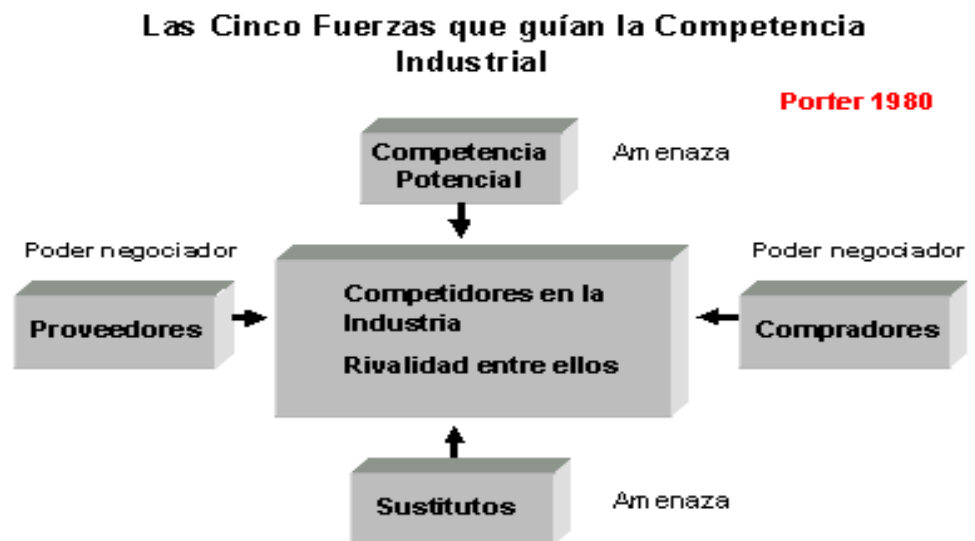 Las Cinco Fuerzas que guían la Competencia
Industrial
Porter 1980
Competencia
Potencial
Amenaza
Poder negociador
Poder negociador
Proveedores
Competidores en la
Industria
Rivalidad entre ellos
Compradores
Sustitutos
Amenaza